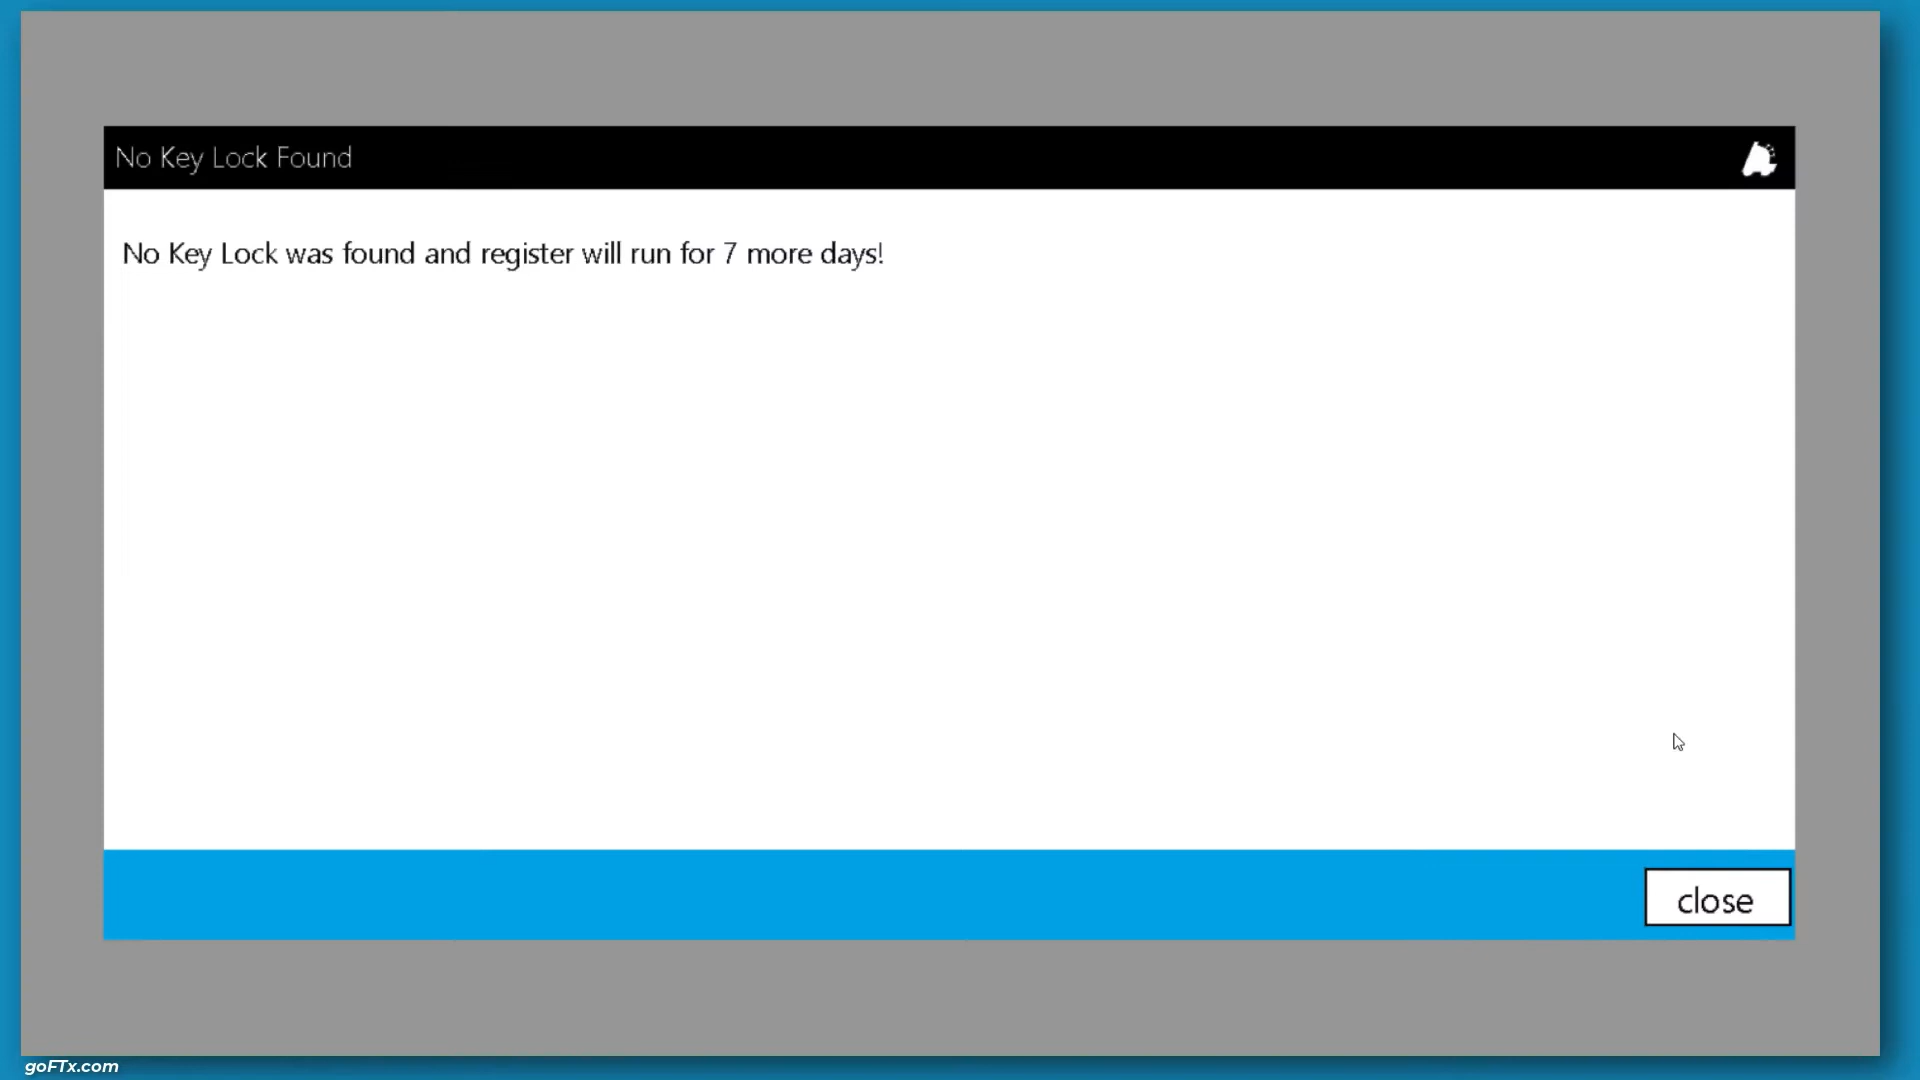 No Key Lock Found
No Key Lock was found and register will run for 7 more days!
close
goFTx.com